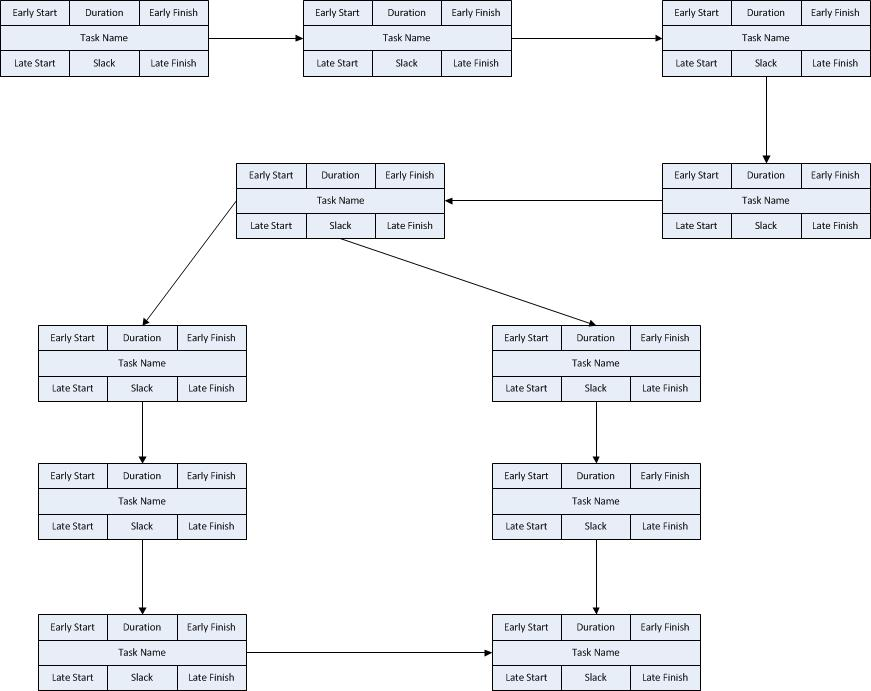 Early Start Duration Early Finish Early Start Duration Early Finish Early Start Duration Early Finish
Task Name Task Name Task Name
Late Start Slack Late Finish Late Start Slack Late Finish Late Start Slack Late Finish
Early Start Duration Early Finish Early Start Duration Early Finish
Task Name Task Name
Late Start Slack Late Finish Late Start Slack Late Finish
Early Start Duration Early Finish Early Start Duration Early Finish
Task Name Task Name
Late Start Slack Late Finish Late Start Slack Late Finish
Early Start Duration Early Finish Early Start Duration Early Finish
Task Name Task Name
Late Start Slack Late Finish Late Start Slack Late Finish
Early Start Duration Early Finish Early Start Duration Early Finish
Task Name Task Name
Late Start Slack Late Finish Late Start Slack Late Finish